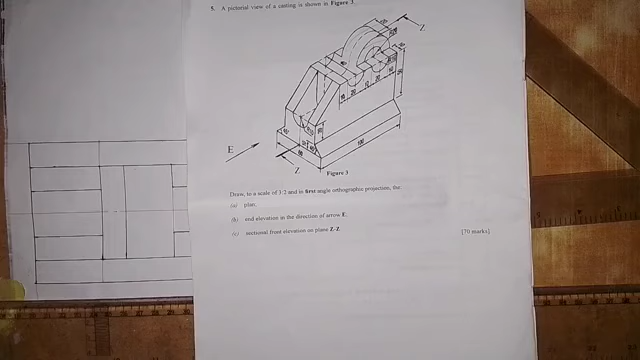 5. A pictorial view of a casting is shown in Figure 3.
Z
E
Z
Figure 3
Draw, to a scale of 3:2 and in first angle orthographic projection, the
(a) plan.
(b) end elevation in the direction of arrow E.
(c) sectional front elevation on plane Z-Z
[70 marks]